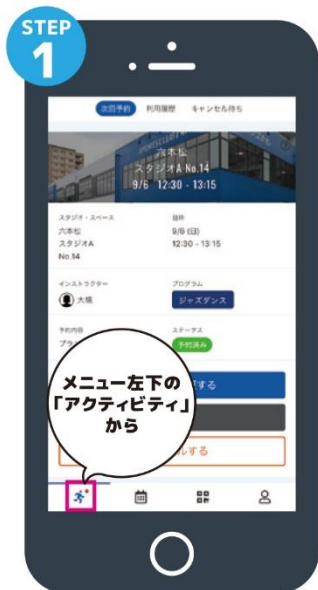 STEP
1
次回予約 利用履歴 キャンセル待ち
六本松
スタジオA No.14
9/6 12:30 - 13:15
スタジオ・スペース 日時
六本松 9/6 (日)
スタジオA 12:30 - 13:15
No.14
インストラクター プログラム
大橋 ジャズダンス
予約内容 ステータス
予約済み
する
メニュー左下の
「アクティビティ」
から
ルする